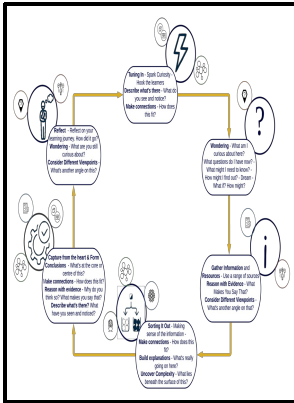 Tuning In - Spark Curiosity -
Hook the learners
Describe what's there - What do
you see and notice?
Make connections - How does
this fit?
Wondering - What am I
curious about here?
What questions do I have now?
What might I need to know? -
How might I find out? - Dream -
What If? How might?
Gather Information and
Resources - Use a range of sources
Reason with Evidence - What
Makes You Say That?
Consider Different Viewpoints -
What's another angle on that?
Sorting It Out - Making
sense of the information -
Make connections - How does this
fit?
Build explanations - What's really
going on here?
Uncover Complexity - What lies
beneath the surface of this?
Capture from the heart & Form
Conclusions - What's at the core or
centre of this?
Make connections - How does this fit?
Reason with evidence - Why do you
think so? What makes you say that?
Describe what's there? What
have you seen and noticed?
Reflect - Reflect on your
learning journey. How did it go?
Wondering - What are you still
curious about?
Consider Different Viewpoints -
What's another angle on this?